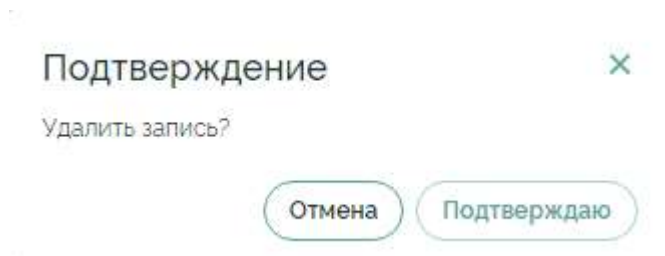 Подтверждение
Удалить запись?
Отмена Подтверждаю